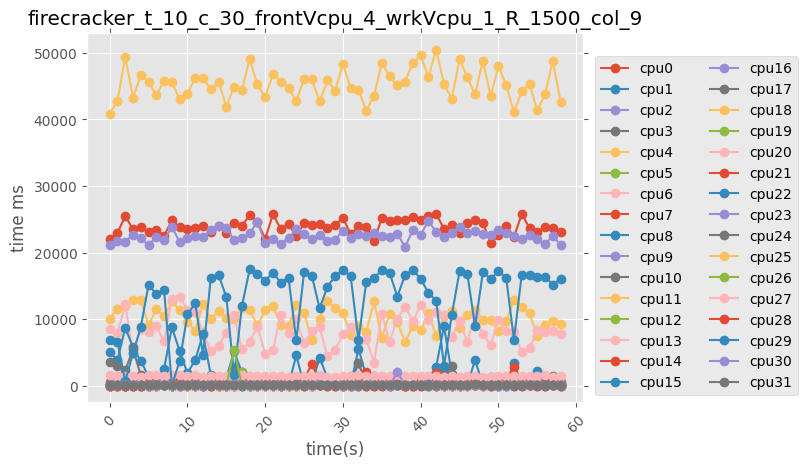 firecracker_t_10_c_30_frontVcpu_4_wrkVcpu_1_R_1500_col_9
50000
40000
30000
20000
10000
0
time ms
0
10
20
30
40
50
60
time(s)
cpu0
cpu1
cpu2
cpu3
cpu4
cpu5
cpu6
cpu7
cpu8
cpu9
cpu10
cpu11
cpu12
cpu13
cpu14
cpu15
cpu16
cpu17
cpu18
cpu19
cpu20
cpu21
cpu22
cpu23
cpu24
cpu25
cpu26
cpu27
cpu28
cpu29
cpu30
cpu31